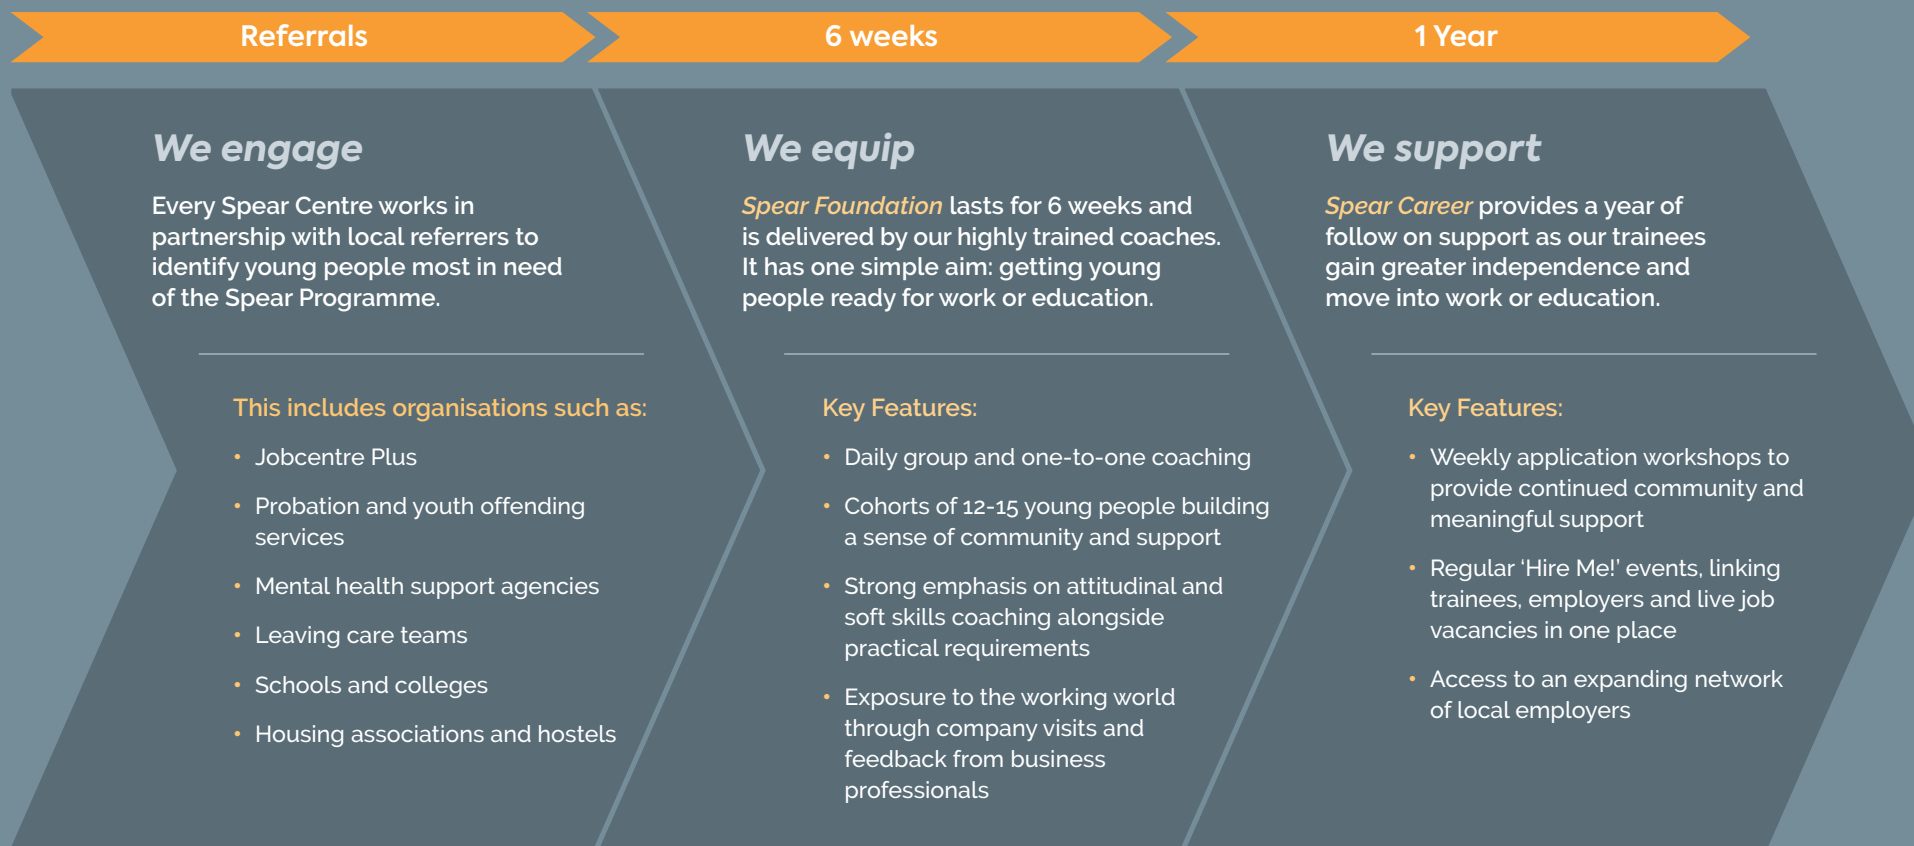 Referrals
6 weeks
1 Year
We engage
Every Spear Centre works in
partnership with local referrers to
identify young people most in need
of the Spear Programme.
This includes organisations such as:
• Jobcentre Plus
• Probation and youth offending
services
• Mental health support agencies
• Leaving care teams
• Schools and colleges
• Housing associations and hostels
We equip
Spear Foundation lasts for 6 weeks and
is delivered by our highly trained coaches.
It has one simple aim: getting young
people ready for work or education.
Key Features:
• Daily group and one-to-one coaching
• Cohorts of 12-15 young people building
a sense of community and support
• Strong emphasis on attitudinal and
soft skills coaching alongside
practical requirements
• Exposure to the working world
through company visits and
feedback from business
professionals
We support
Spear Career provides a year of
follow on support as our trainees
gain greater independence and
move into work or education.
Key Features:
• Weekly application workshops to
provide continued community and
meaningful support
• Regular ‘Hire Me!’ events, linking
trainees, employers and live job
vacancies in one place
• Access to an expanding network
of local employers